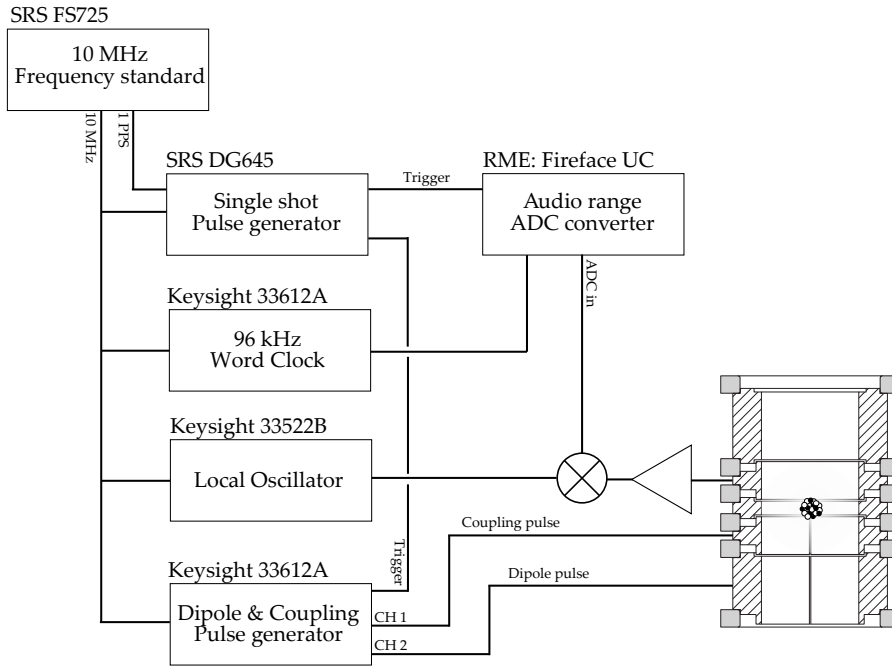 SRS FS725
10 MHz
Frequency standard
10 MHz
1 PPS
SRS DG645
Single shot
Pulse generator
Trigger
RME: Fireface UC
Audio range
ADC converter
ADC in
Keysight 33612A
96 kHz
Word Clock
Keysight 33522B
Local Oscillator
Trigger
Coupling pulse
Dipole pulse
Keysight 33612A
Dipole & Coupling
Pulse generator
CH 1
CH 2